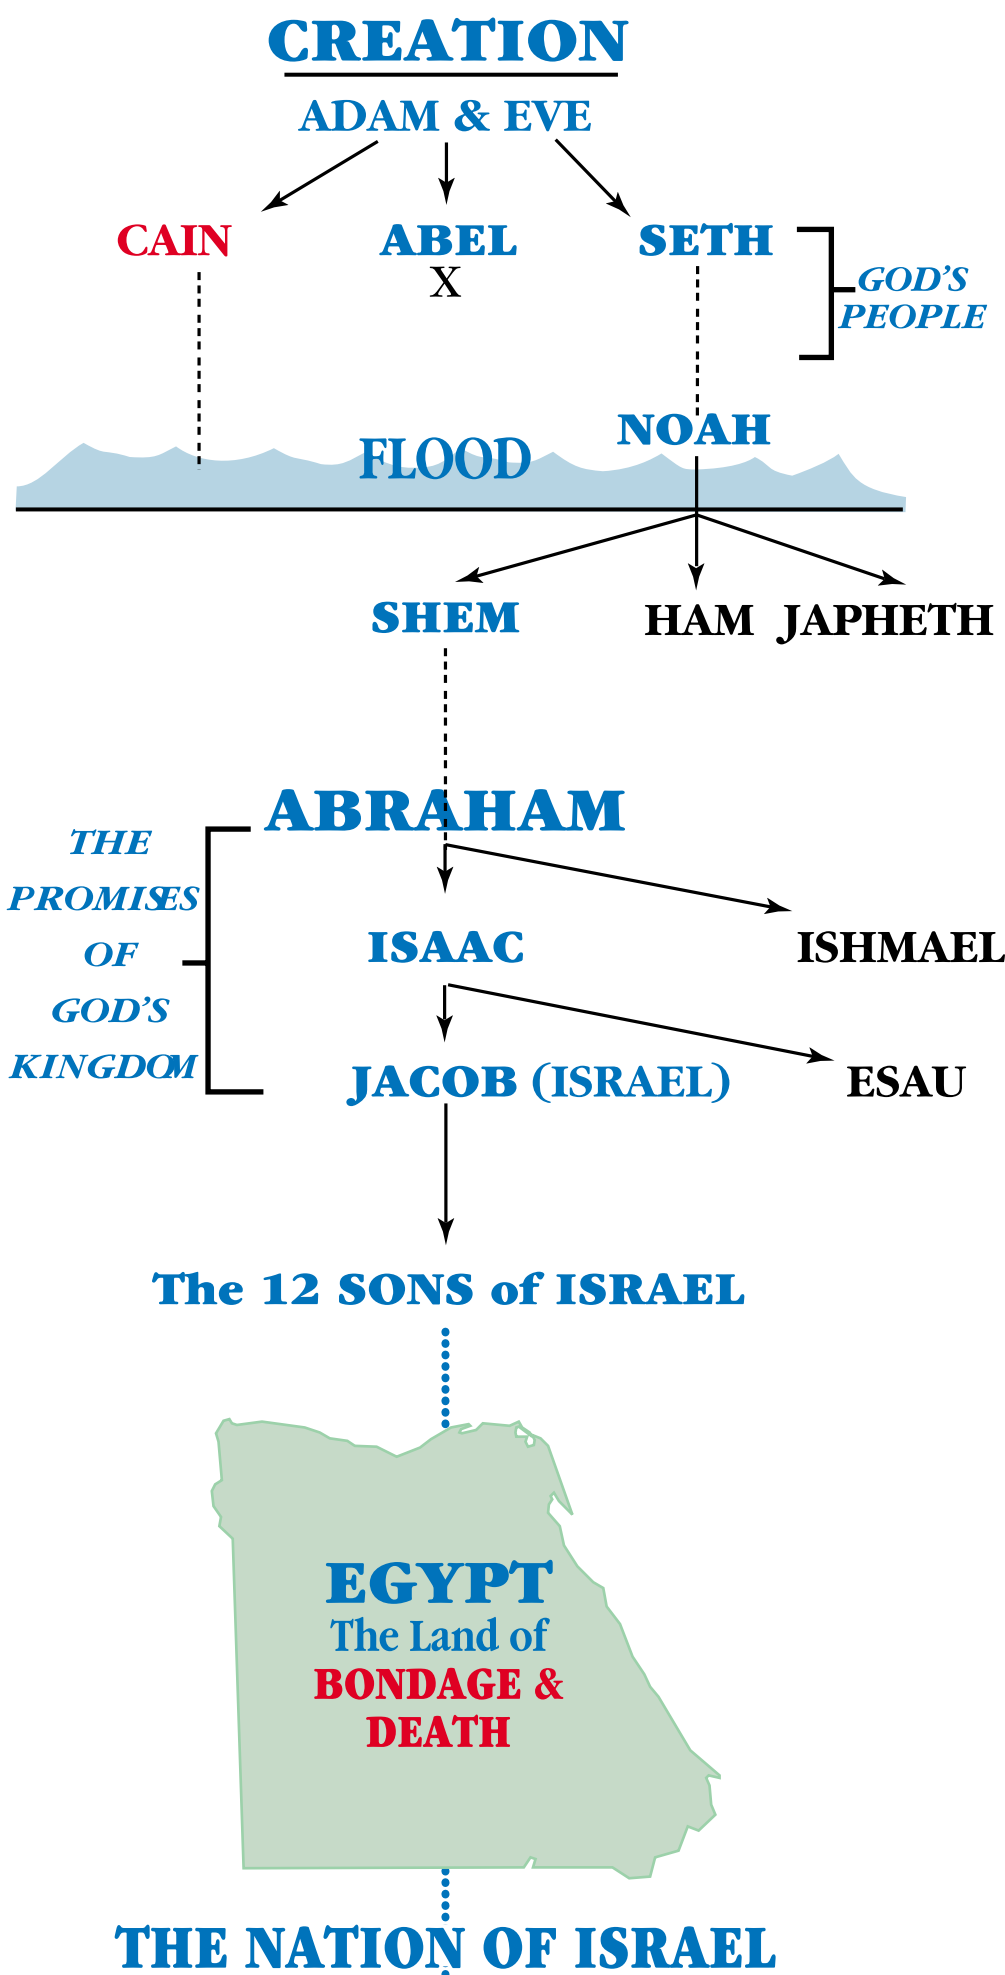 CREATION
ADAM & EVE
CAIN ABEL SETH
X
GOD'S
PEOPLE
NOAH
FLOOD
SHEM HAM JAPHETH
ABRAHAM
THE
PROMISES
OF
GOD'S
KINGDOM
ISAAC ISHMAEL
JACOB (ISRAEL) ESAU
The 12 SONS of ISRAEL
EGYPT
The Land of
BONDAGE &
DEATH
THE NATION OF ISRAEL